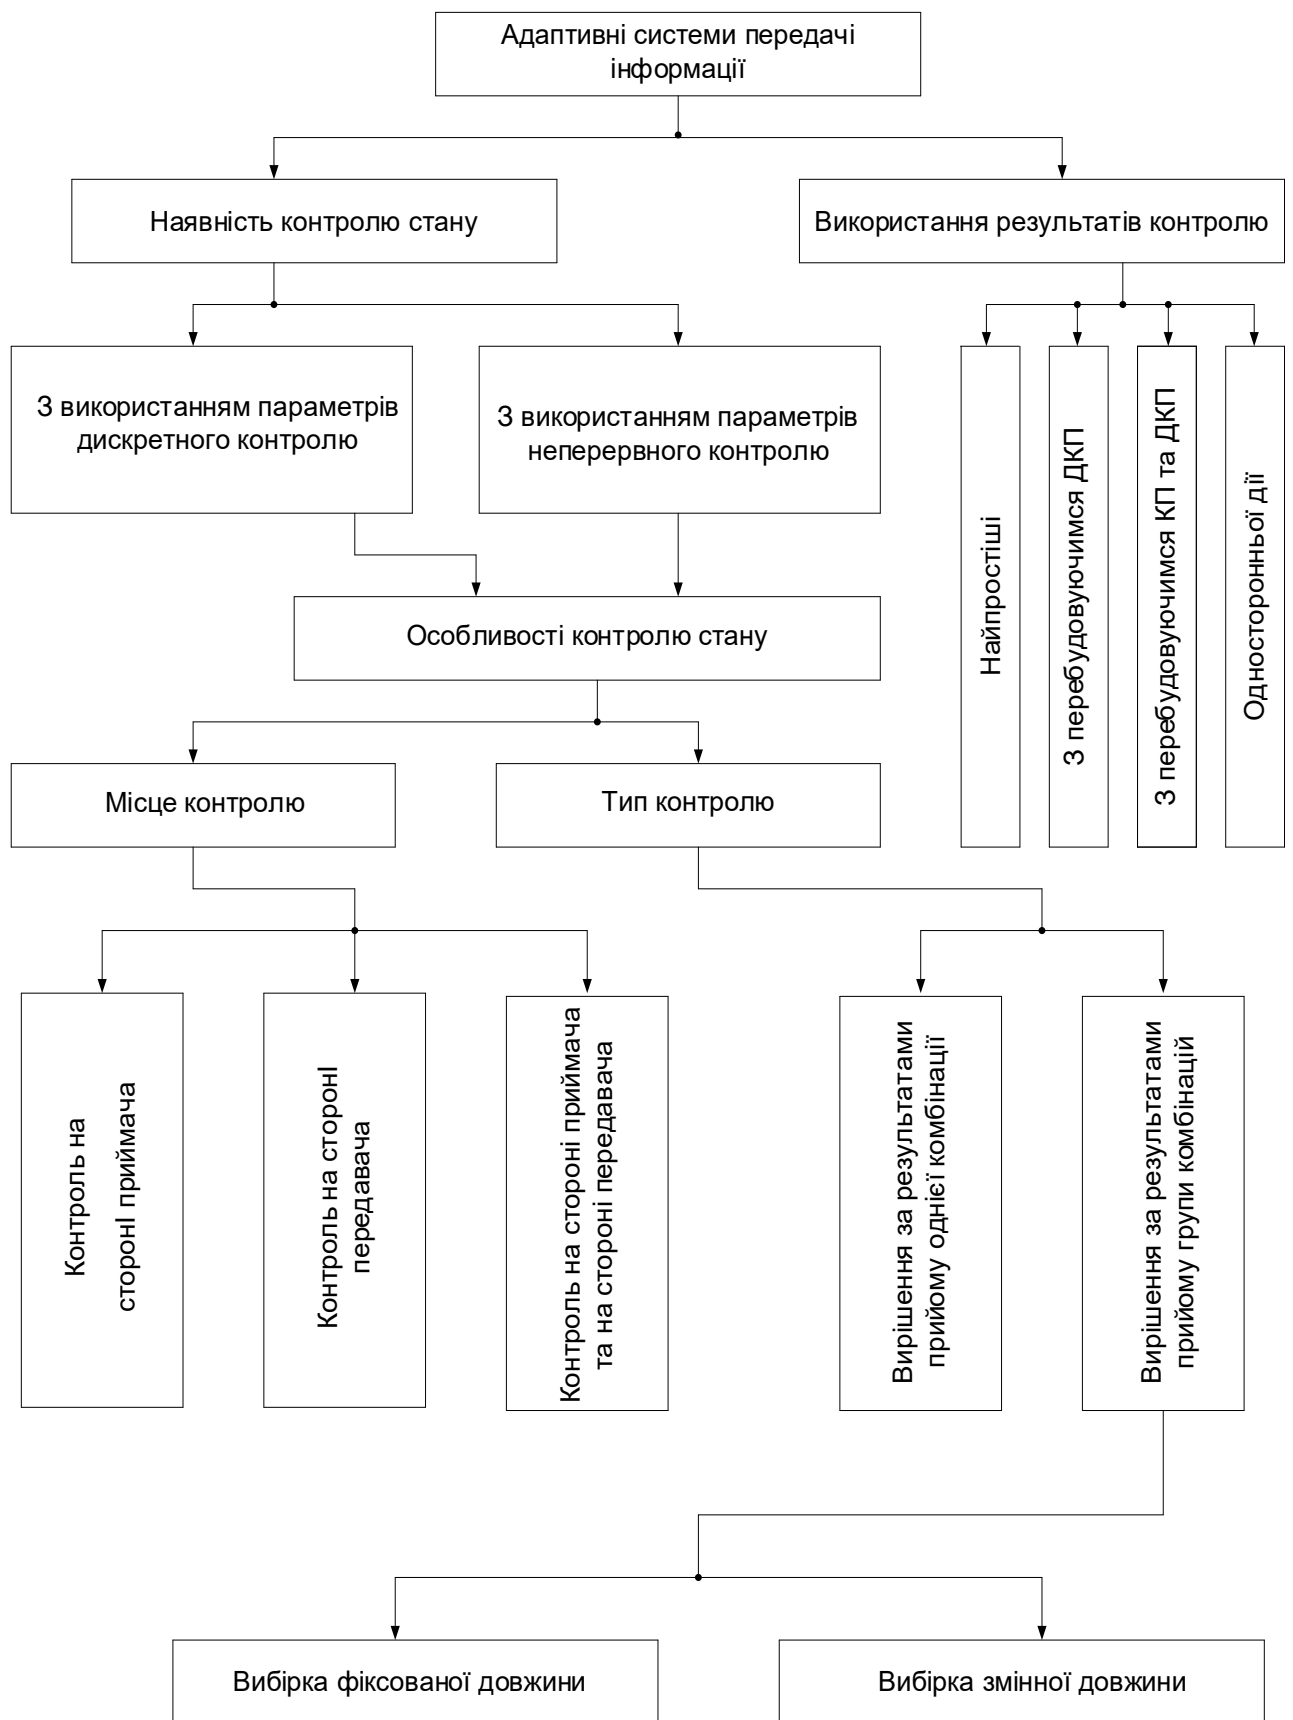 Адаптивні системи передачі
інформації
Наявність контролю стану
Використання результатів контролю
З використанням параметрів
дискретного контролю
З використанням параметрів
неперервного контролю
Найпростіші
З перебудовуючимся ДКП
З перебудовуючимся КП та ДКП
Односторонньої дії
Особливості контролю стану
Місце контролю
Тип контролю
Контроль на
стороні приймача
Контроль на стороні
передавача
Контроль на стороні приймача
та на стороні передавача
Вирішення за результатами
прийому однієї комбінації
Вирішення за результатами
прийому групи комбінацій
Вибірка фіксованої довжини
Вибірка змінної довжини